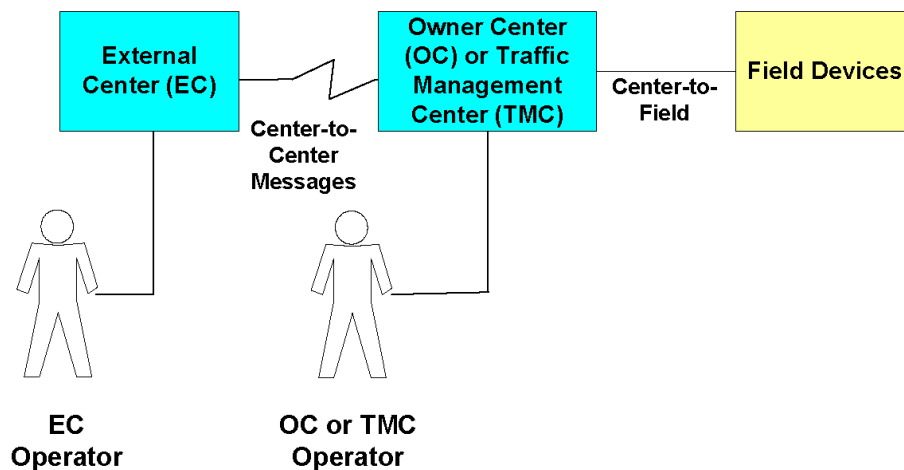 External
Center (EC)
Owner Center
(OC) or Traffic
Management
Center (TMC)
Field Devices
Center-to-
Center
Messages
Center-to-
Field
EC
Operator
OC or TMC
Operator